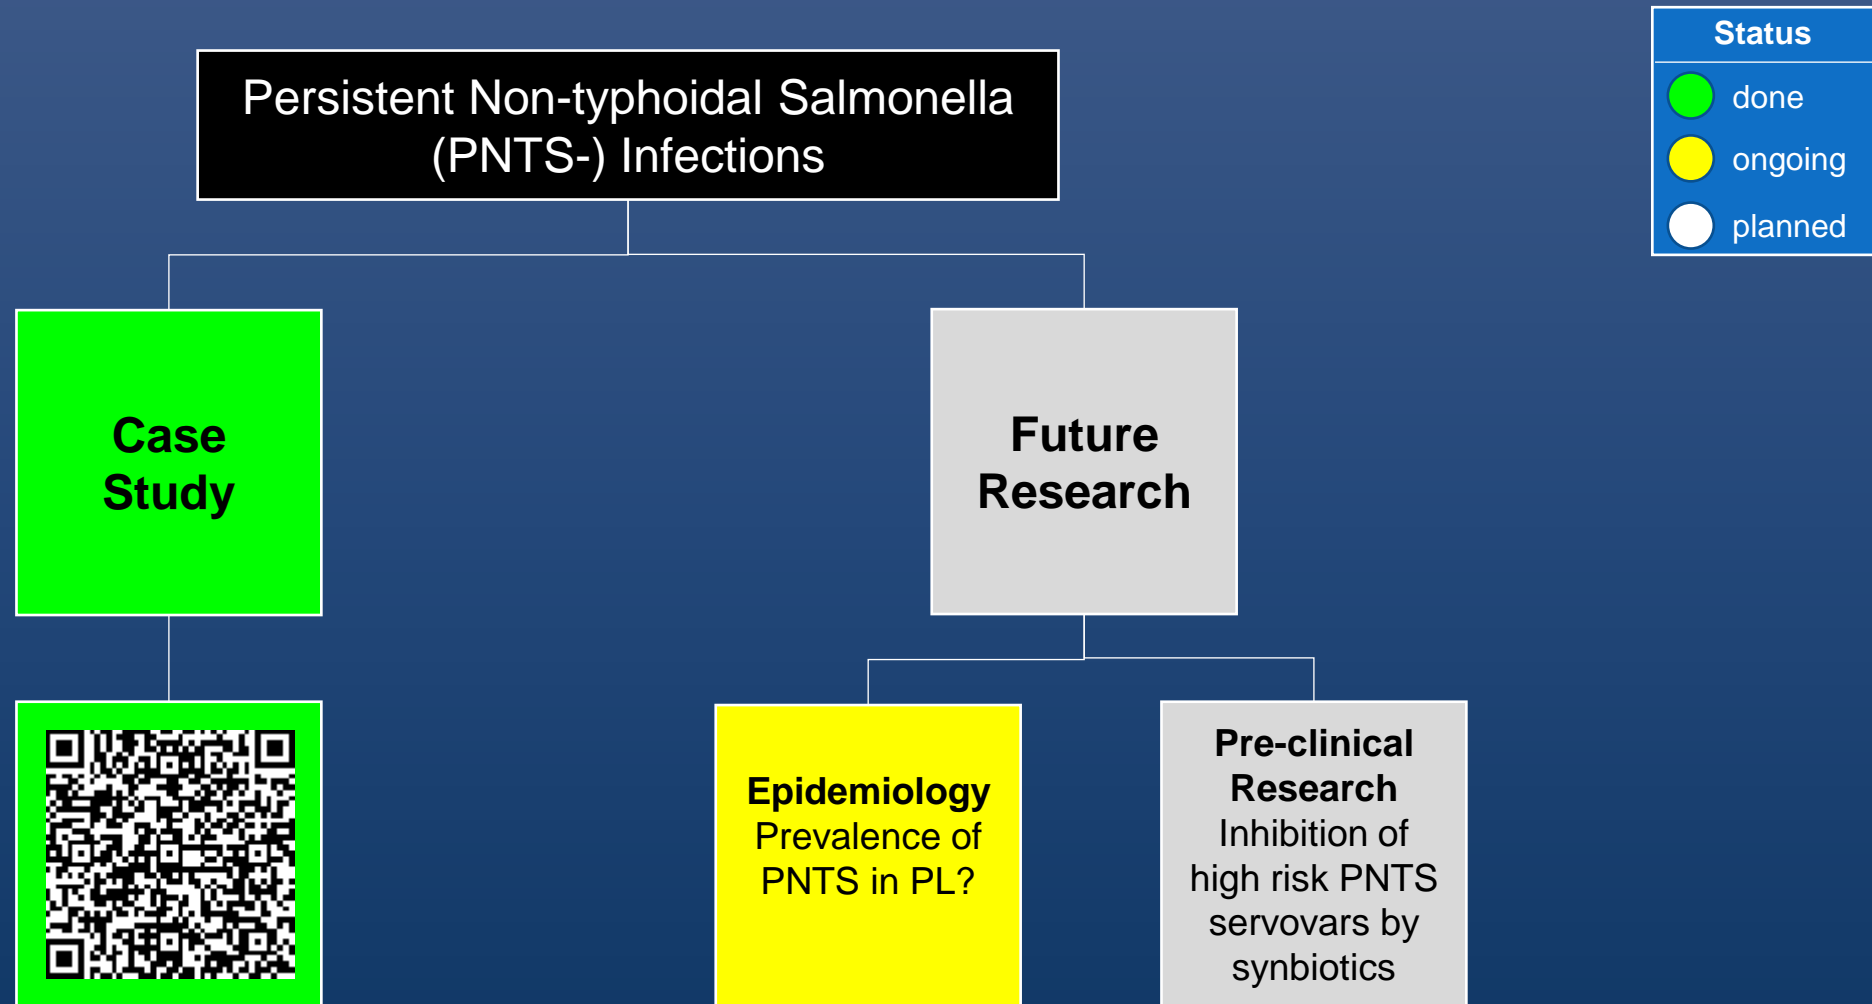 Status
done
ongoing
planned
Persistent Non-typhoidal Salmonella
(PNTS-) Infections
Case
Study
Future
Research
Epidemiology
Prevalence of
PNTS in PL?
Pre-clinical
Research
Inhibition of
high risk PNTS
servovars by
synbiotics